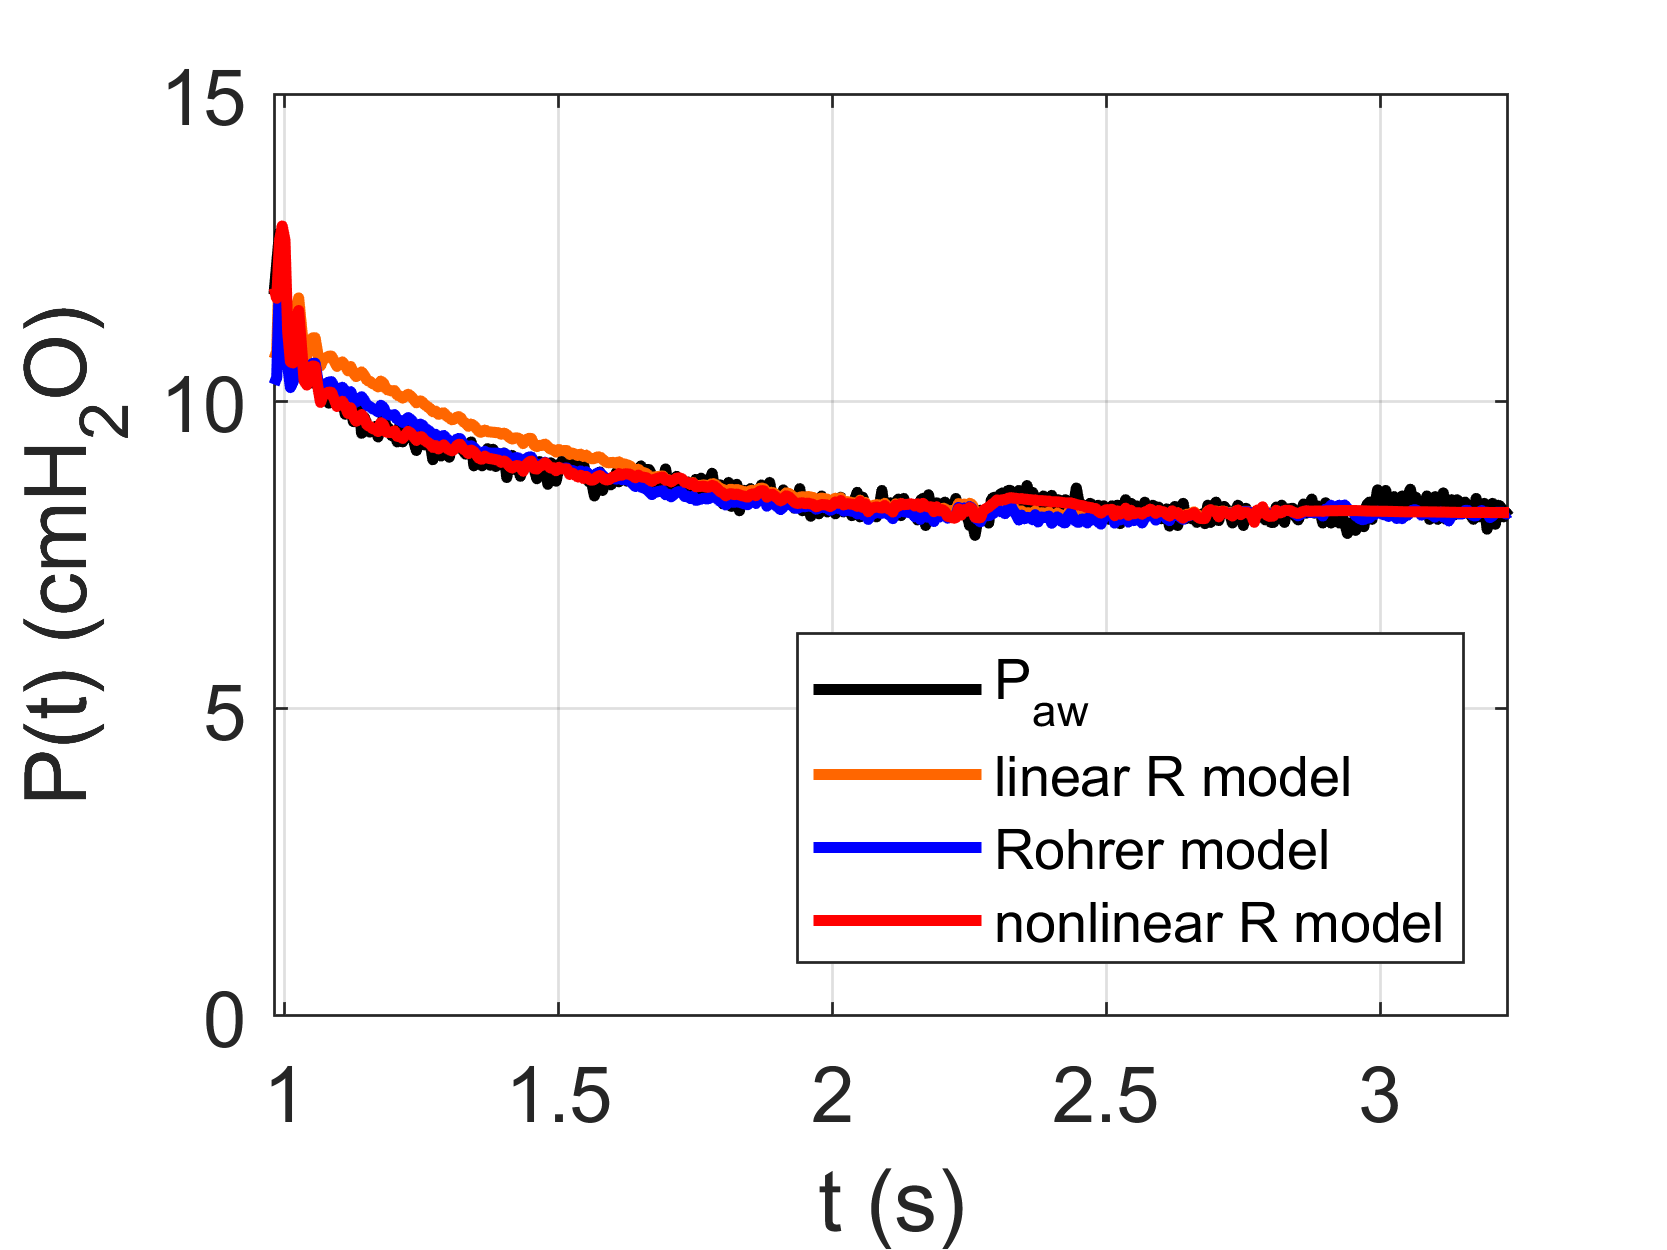 15
10
5
0
P(t) (cmH2O)
1 1.5 2 2.5 3
t (s)
Paw
linear R model
Rohrer model
nonlinear R model